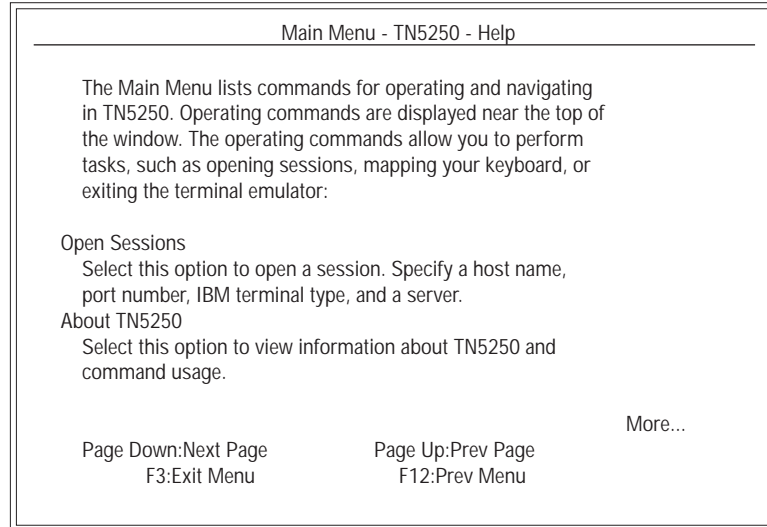 Main Menu - TN5250 - Help
The Main Menu lists commands for operating and navigating
in TN5250. Operating commands are displayed near the top of
the window. The operating commands allow you to perform
tasks, such as opening sessions, mapping your keyboard, or
exiting the terminal emulator:
Open Sessions
Select this option to open a session. Specify a host name,
port number, IBM terminal type, and a server.
About TN5250
Select this option to view information about TN5250 and
command usage.
More...
Page Down:Next Page Page Up:Prev Page
F3:Exit Menu F12:Prev Menu